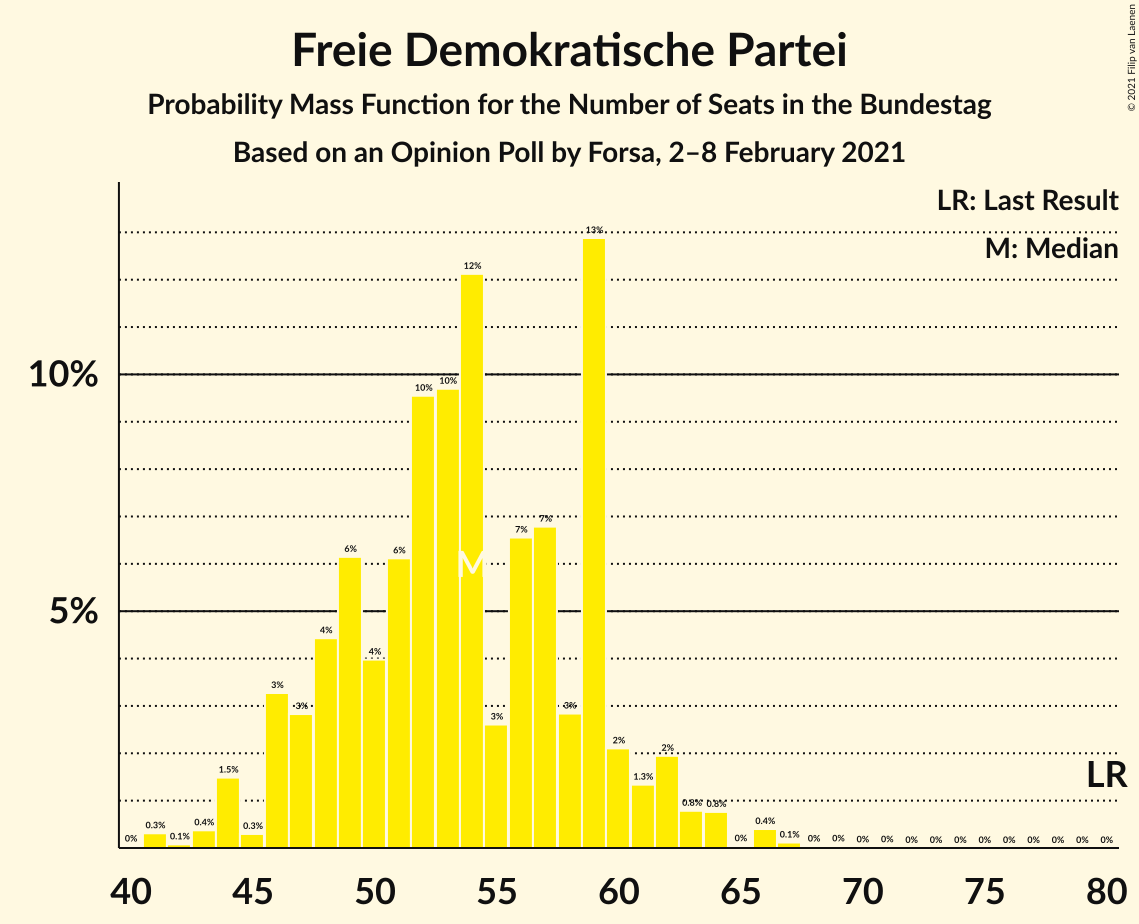 Freie Demokratische Partei
Probability Mass Function for the Number of Seats in the Bundestag
Based on an Opinion Poll by Forsa, 2–8 February 2021
© 2021 Filip van Laenen
LR: Last Result
M: Median
10%
5%
0% 0.3% 0.1% 0.4% 1.5% 0.3% 3% 3% 4% 6% 4% 6% 10% 10% 12% 3% 7% 7% 3% 13% 2% 1.3% 2% 0.8% 0.8% 0% 0.4% 0.1% 0% 0% 0% 0% 0% 0% 0% 0% 0% 0% 0% 0% 0%
M
LR
40 45 50 55 60 65 70 75 80